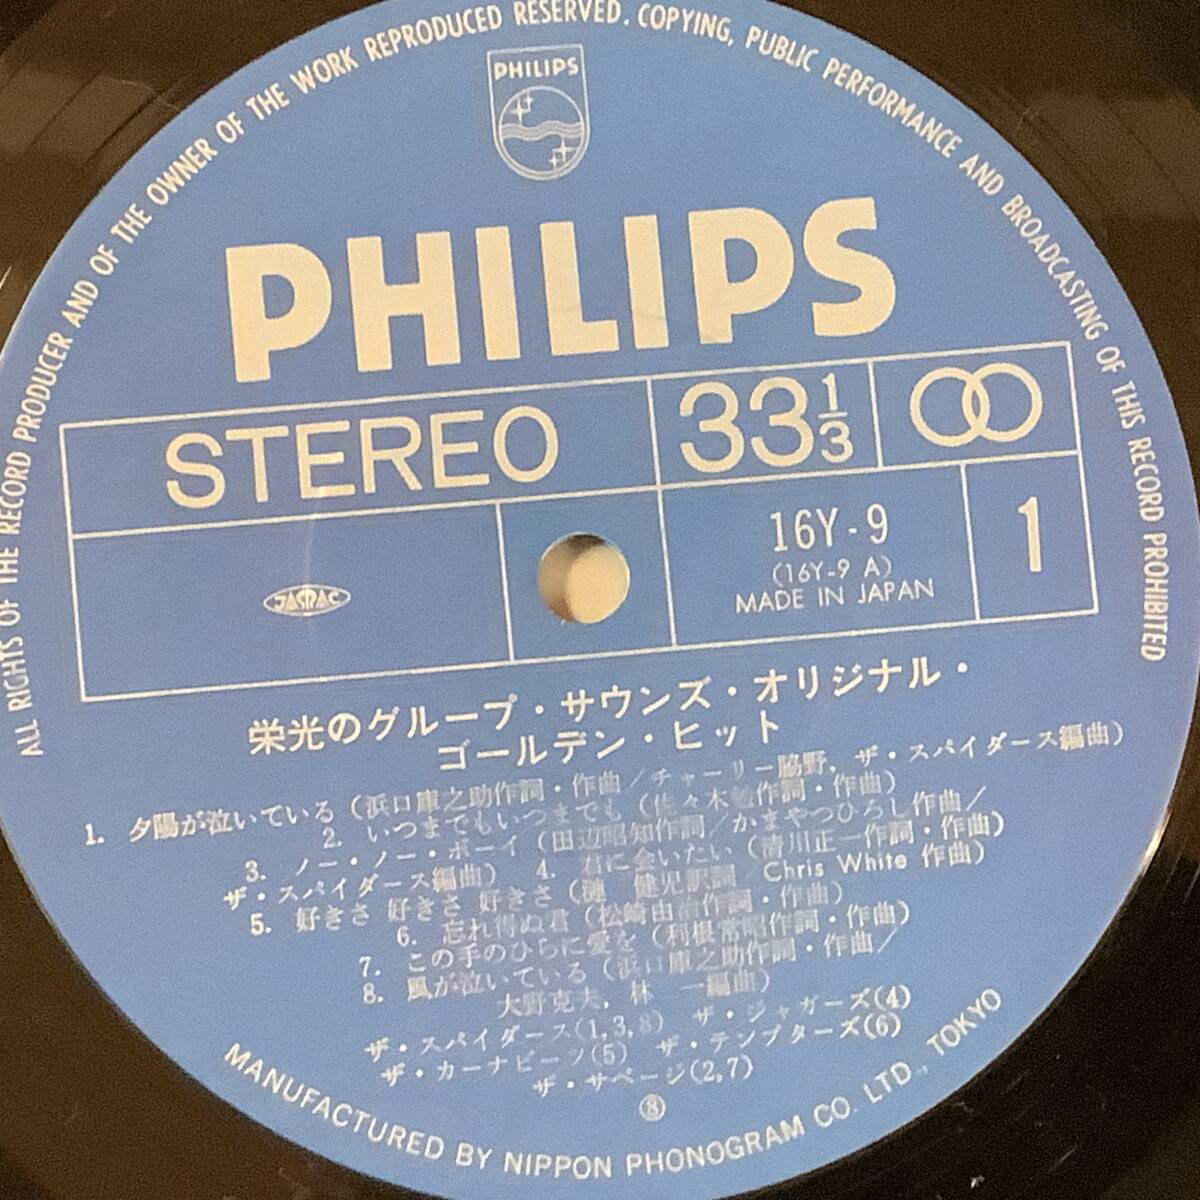 ALL RIGHTS OF THE RECORD PRODUCER AND OF THE OWNER OF THE WORK REPRODUCED RESERVED. COPYING, PUBLIC PERFORMANCE AND BROADCASTING OF THIS RECORD PROHIBITED
PHILIPS
PHILIPS
STEREO
33 1/3
JASRAC
16Y-9
(16Y-9 A)
MADE IN JAPAN
1
栄光のグループ・サウンズ・オリジナル・
ゴールデン・ヒット
1. 夕陽が泣いている (浜口庫之助作詞・作曲/チャーリー脇野, ザ・スパイダース編曲)
2. いつまでもいつまでも (佐々木勉作詞・作曲)
3. ノー・ノー・ボーイ (田辺昭知作詞/かまやつひろし作曲/
ザ・スパイダース編曲) 4. 君に会いたい (清川正一作詞・作曲)
5. 好きさ 好きさ 好きさ (漣 健児訳詞 Chris White 作曲)
6. 忘れ得ぬ君 (松崎由治作詞・作曲)
7. この手のひらに愛を (利根常昭作詞・作曲)
8. 風が泣いている (浜口庫之助作詞・作曲/
大野克夫, 林 一編曲)
ザ・スパイダース(1,3,8) ザ・ジャガーズ(4)
ザ・カーナビーツ(5) ザ・テンプターズ(6)
ザ・サベージ(2,7)
⑧
MANUFACTURED BY NIPPON PHONOGRAM CO. LTD., TOKYO